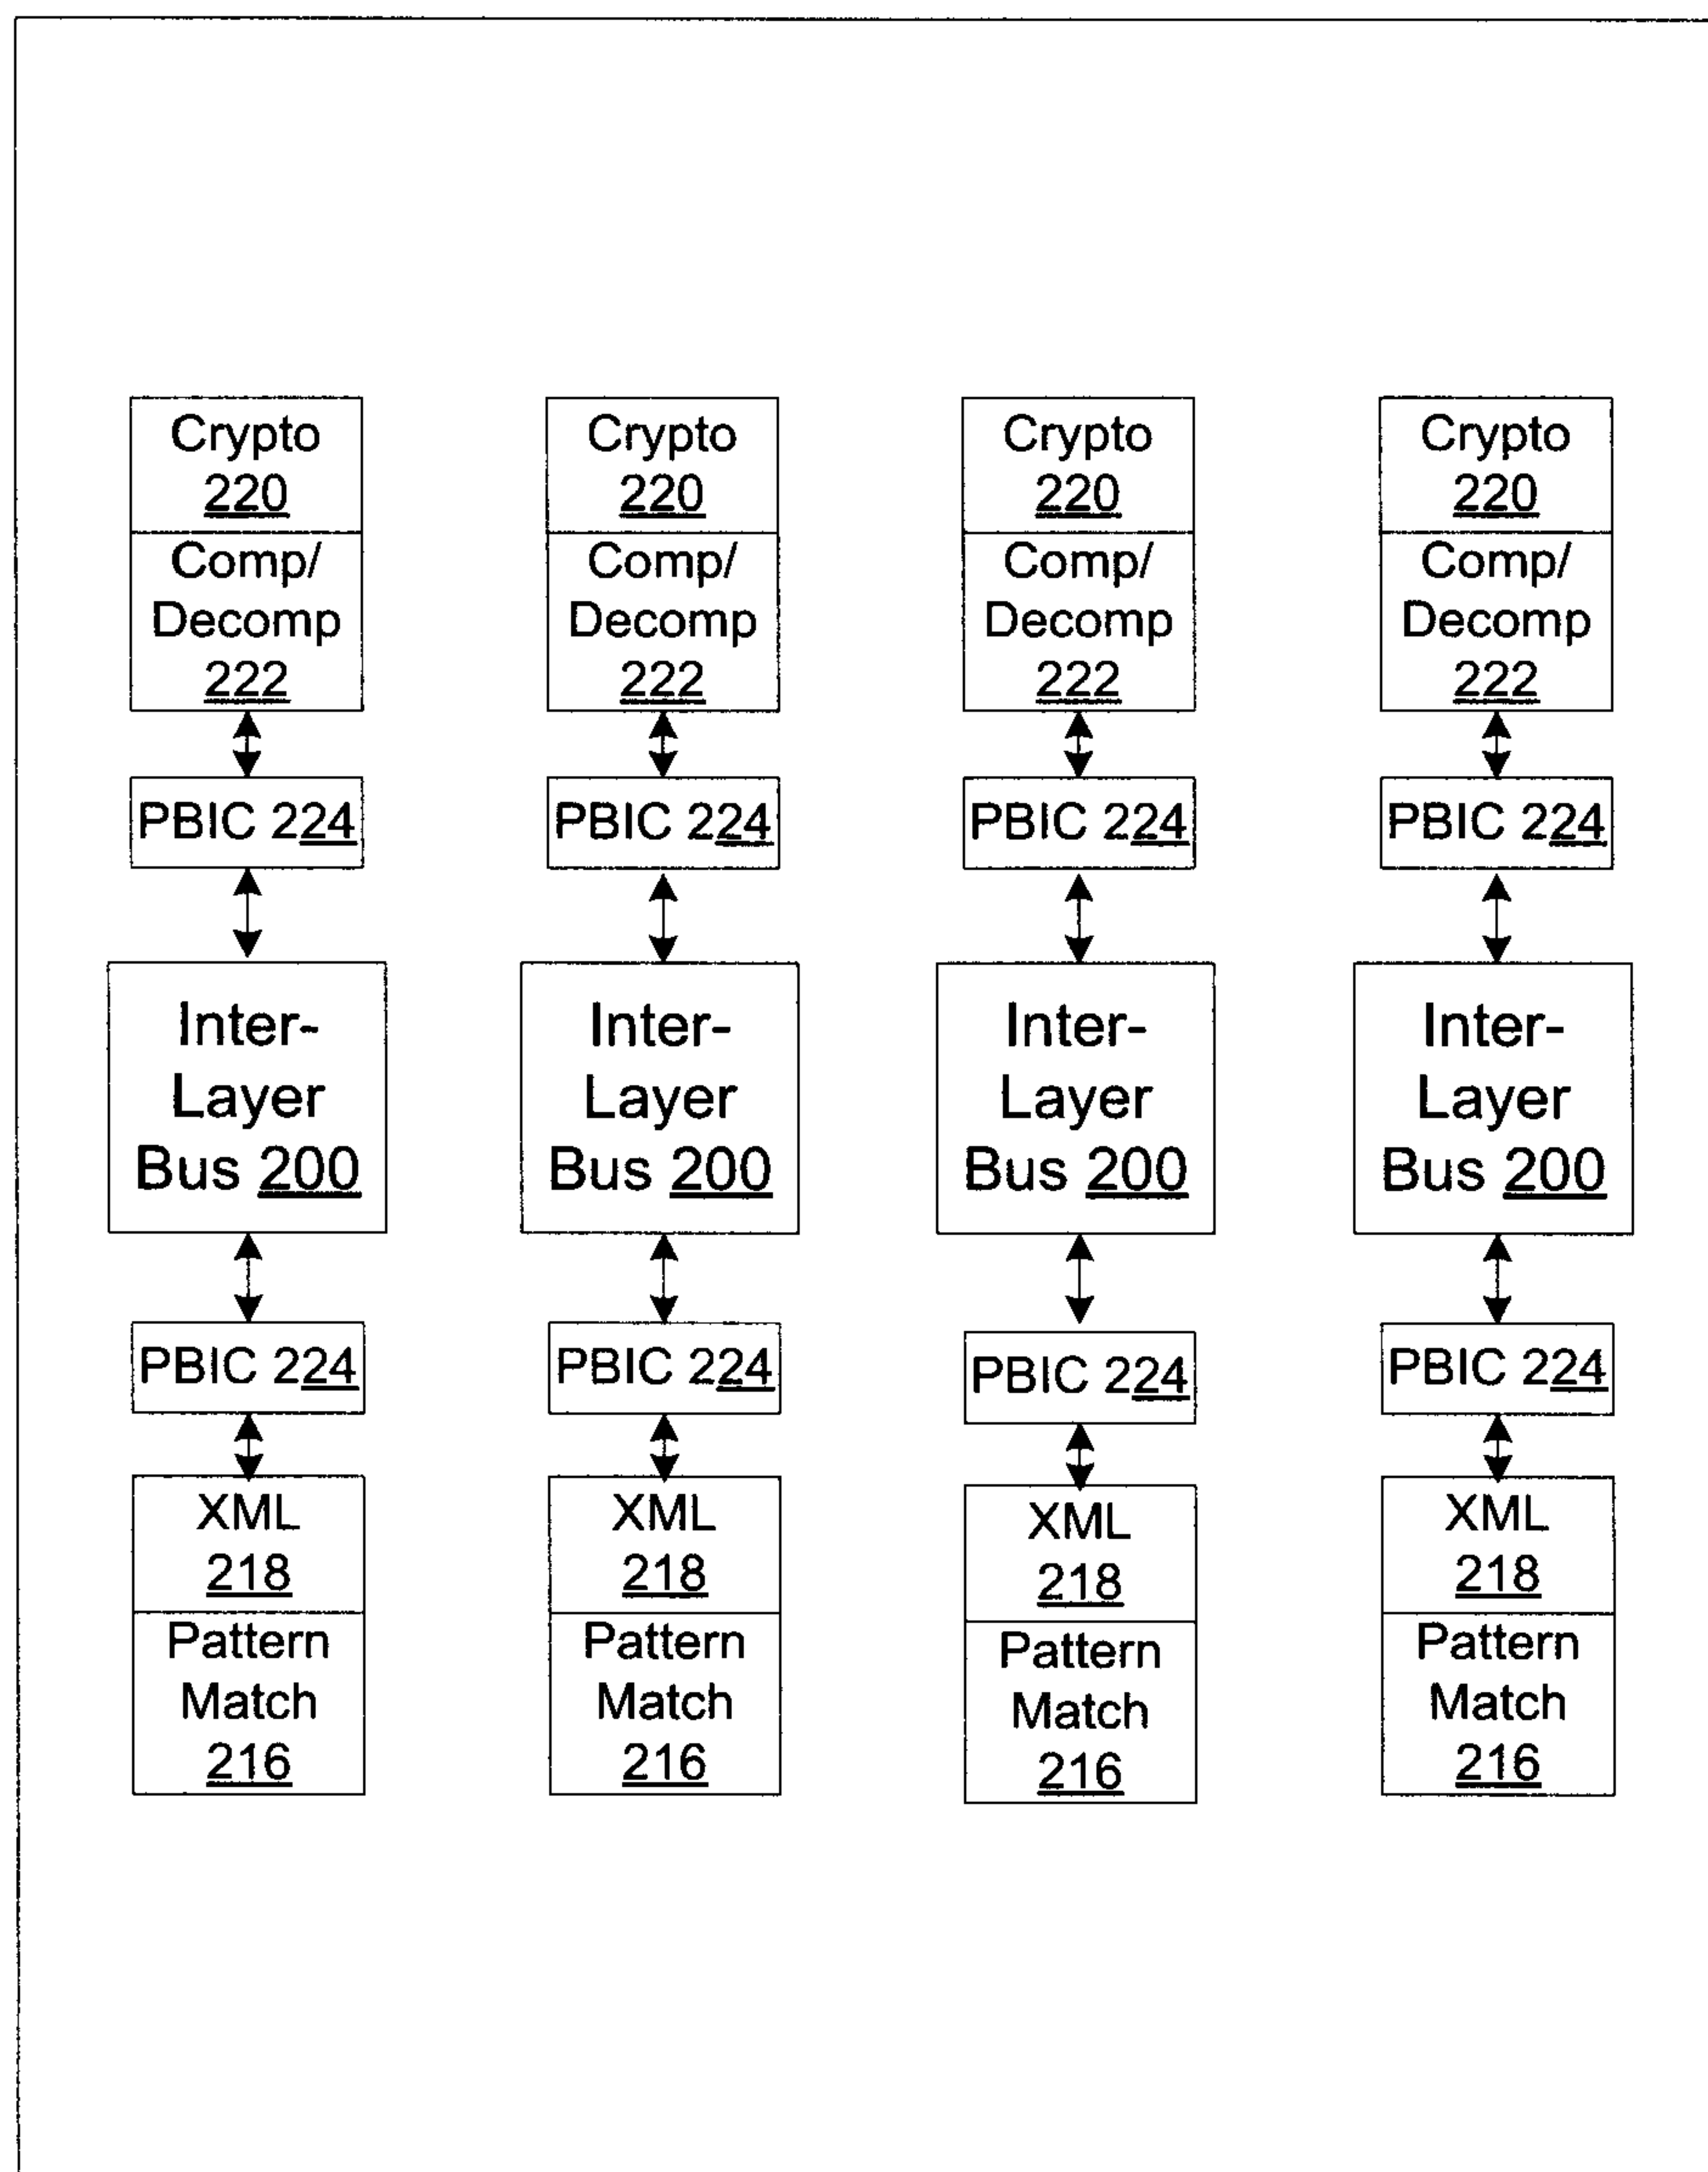 Crypto
220
Comp/
Decomp
222
PBIC 224
Inter-
Layer
Bus 200
PBIC 224
XML
218
Pattern
Match
216
Crypto
220
Comp/
Decomp
222
PBIC 224
Inter-
Layer
Bus 200
PBIC 224
XML
218
Pattern
Match
216
Crypto
220
Comp/
Decomp
222
PBIC 224
Inter-
Layer
Bus 200
PBIC 224
XML
218
Pattern
Match
216
Crypto
220
Comp/
Decomp
222
PBIC 224
Inter-
Layer
Bus 200
PBIC 224
XML
218
Pattern
Match
216